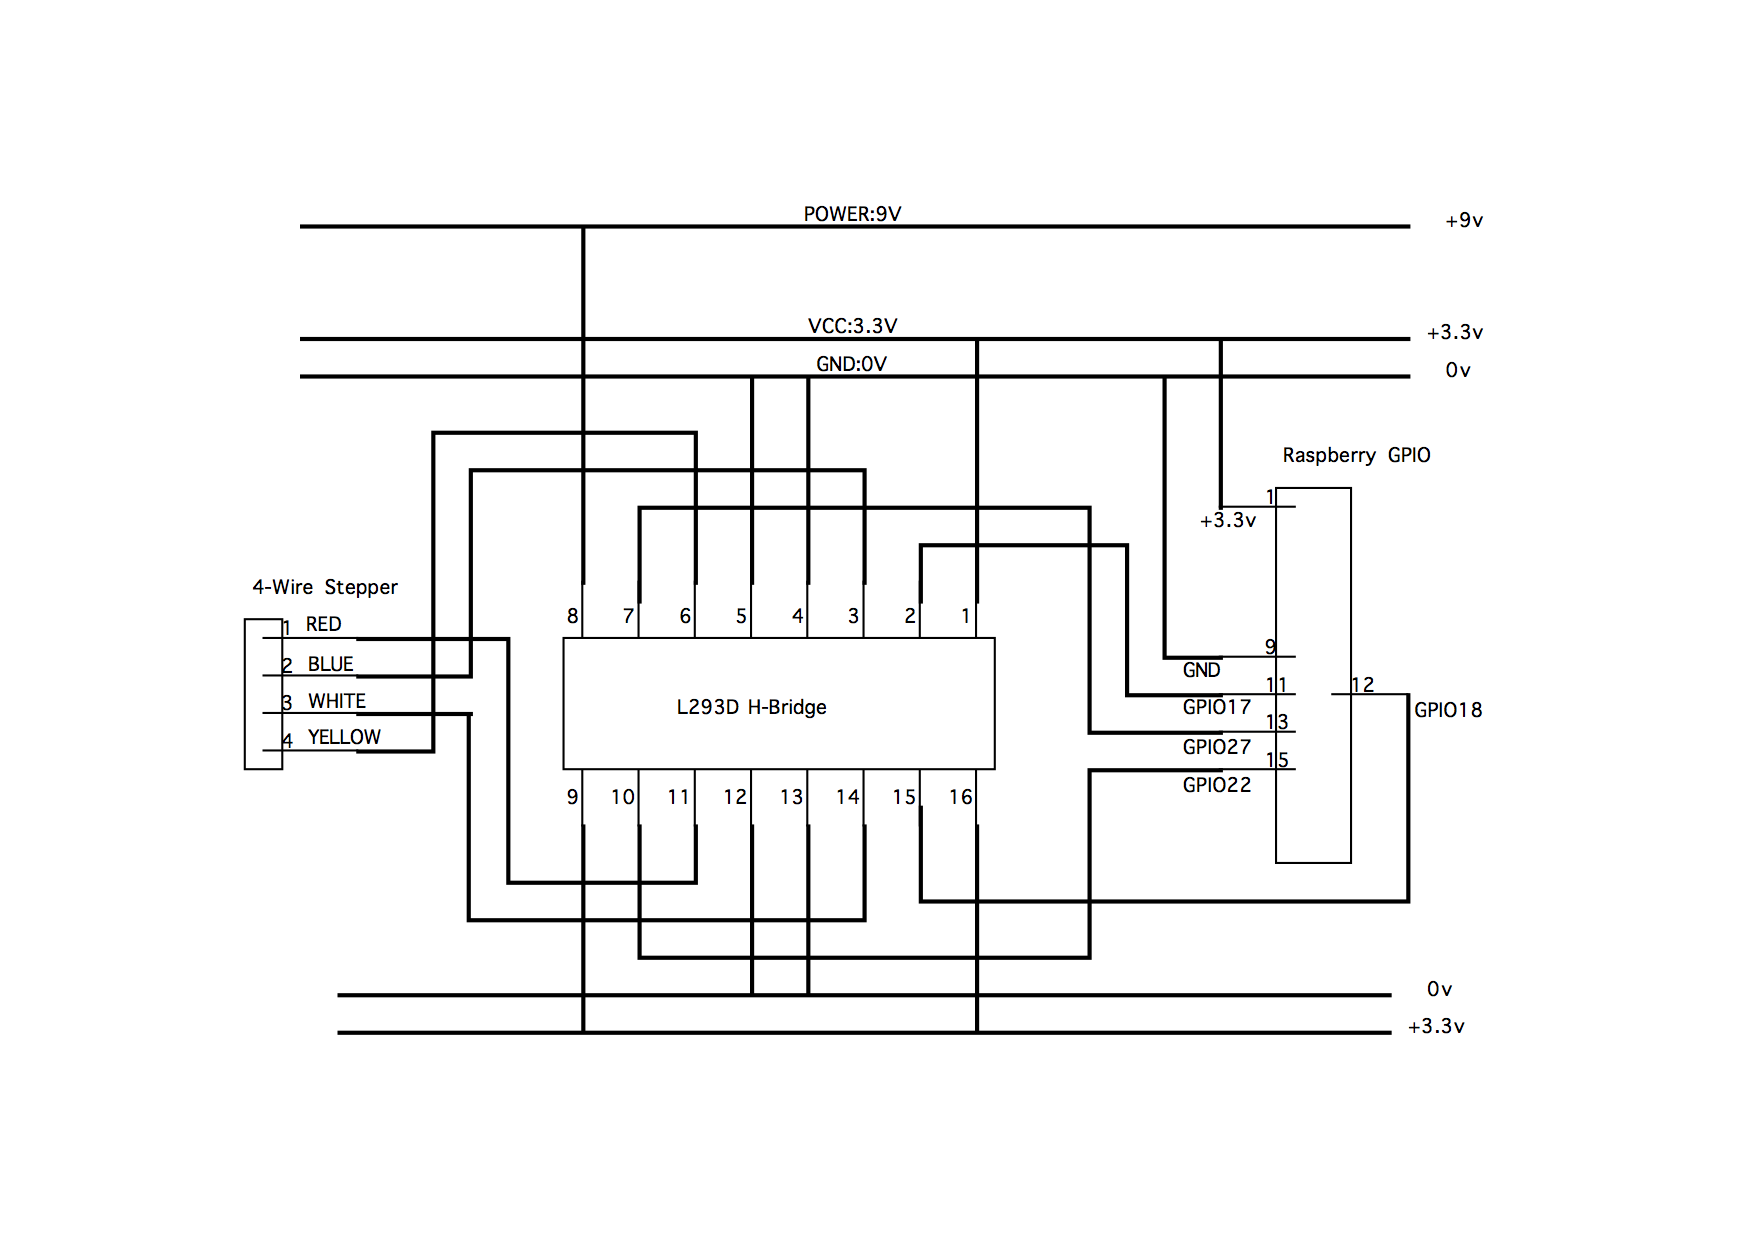 POWER:9V
+9v
VCC:3.3V
+3.3v
GND:0V
0v
Raspberry GPIO
1
+3.3v
4-Wire Stepper
8 7 6 5 4 3 2 1
1 RED
2 BLUE
3 WHITE
4 YELLOW
L293D H-Bridge
9
GND
11
GPIO17
12
GPIO18
13
GPIO27
15
GPIO22
9 10 11 12 13 14 15 16
0v
+3.3v